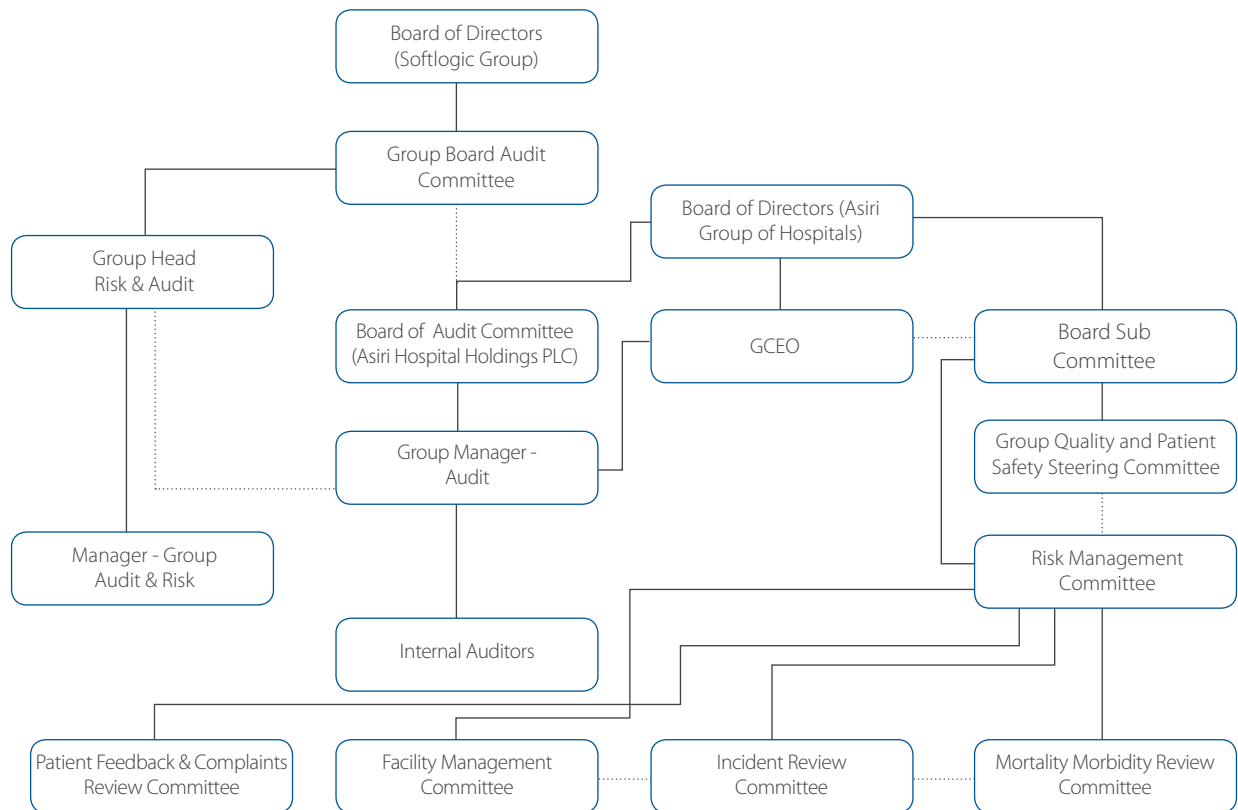 Board of Directors
(Softlogic Group)
Group Board Audit
Committee
Board of Directors (Asiri
Group of Hospitals)
Group Head
Risk & Audit
Board of Audit Committee
(Asiri Hospital Holdings PLC)
GCEO
Board Sub
Committee
Group Manager -
Audit
Group Quality and Patient
Safety Steering Committee
Manager - Group
Audit & Risk
Risk Management
Committee
Internal Auditors
Patient Feedback & Complaints
Review Committee
Facility Management
Committee
Incident Review
Committee
Mortality Morbidity Review
Committee